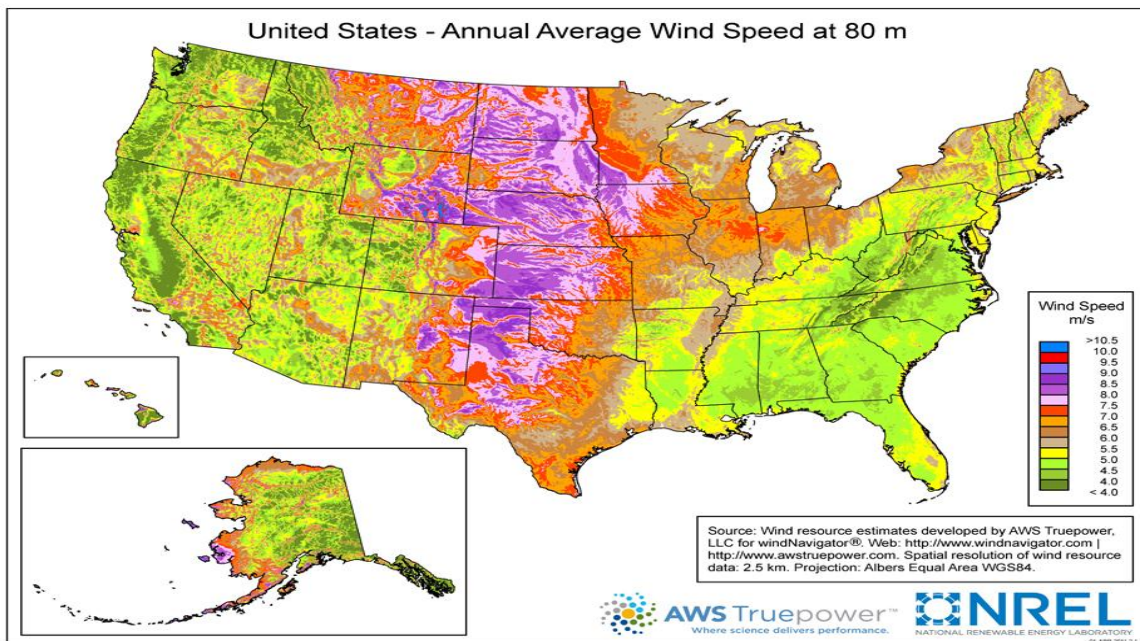 United States - Annual Average Wind Speed at 80 m
Wind Speed
m/s
>10.5
10.0
9.5
9.0
8.5
8.0
7.5
7.0
6.5
6.0
5.5
5.0
4.5
4.0
< 4.0
Source: Wind resource estimates developed by AWS Truepower,
LLC for windNavigator®. Web: http://www.windnavigator.com |
http://www.awstruepower.com. Spatial resolution of wind resource
data: 2.5 km. Projection: Albers Equal Area WGS84.
AWS Truepower™
Where science delivers performance.
NREL
NATIONAL RENEWABLE ENERGY LABORATORY